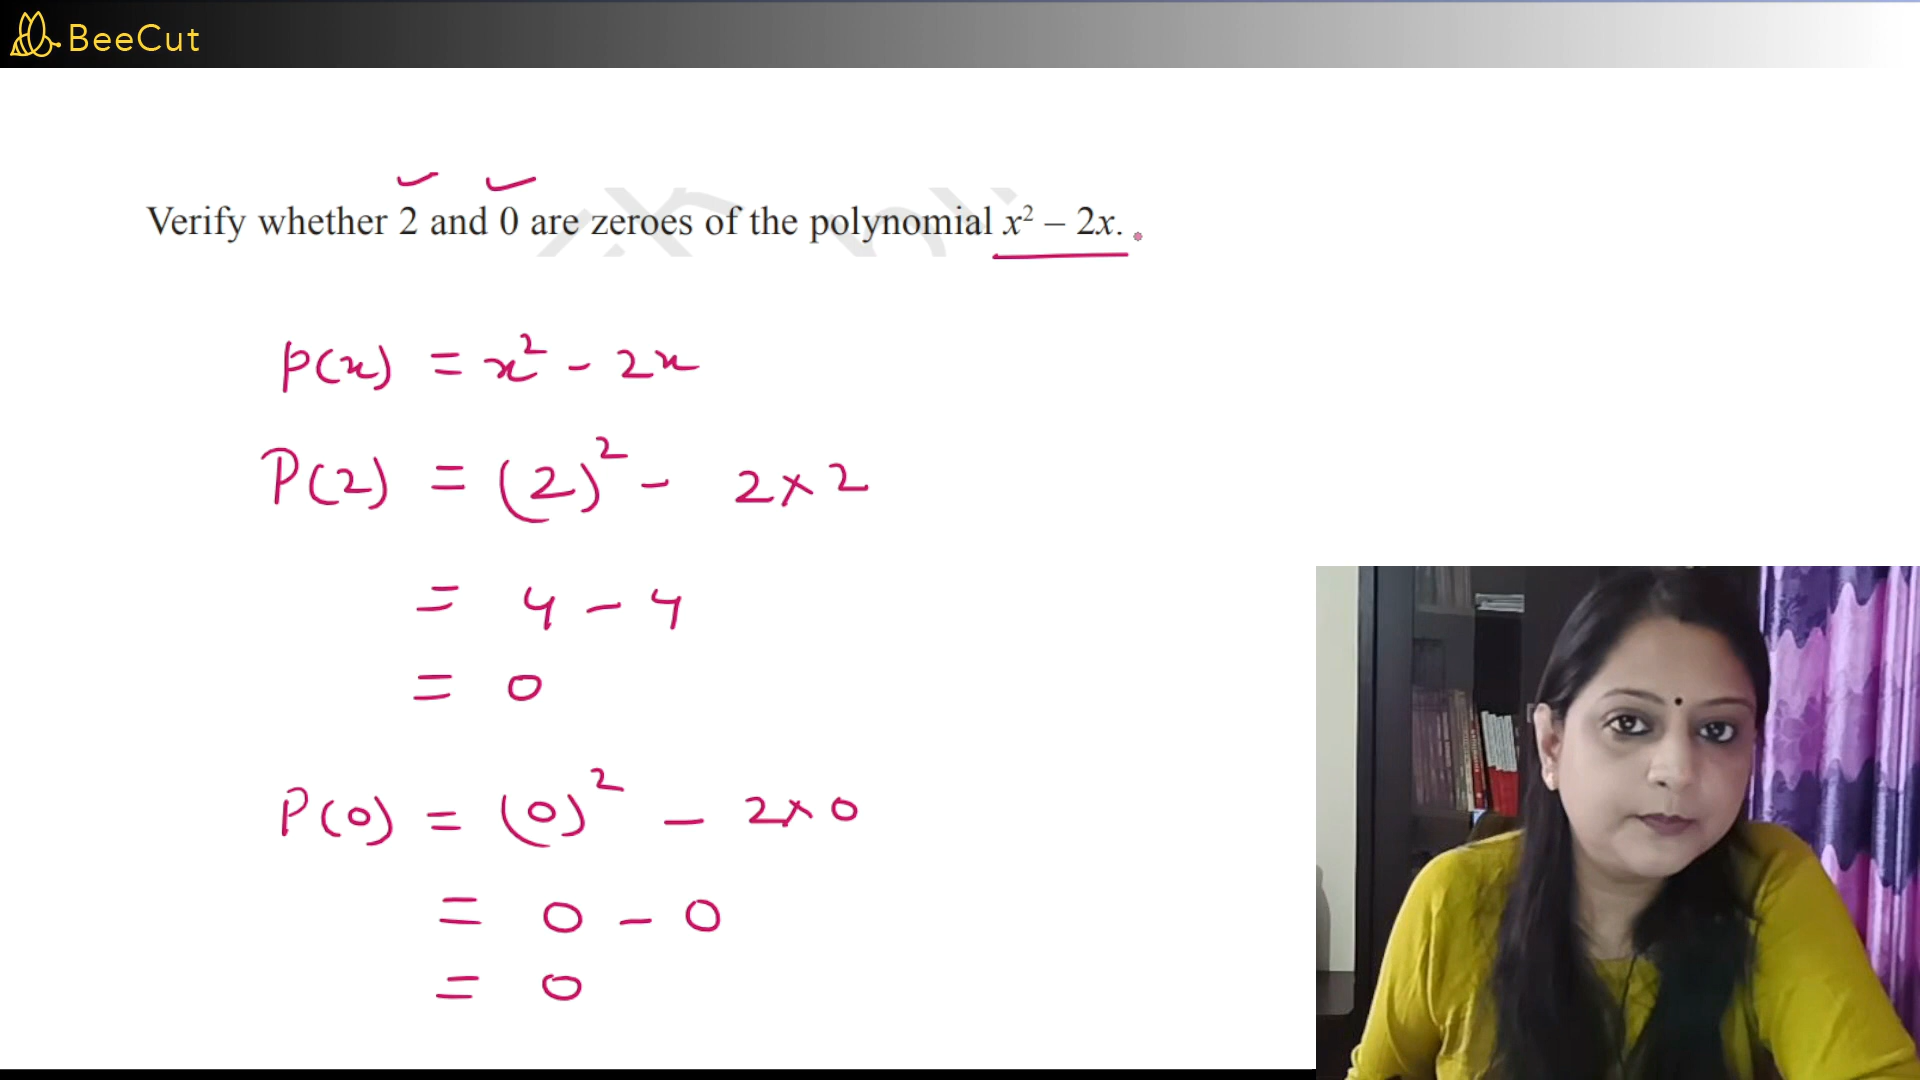 BeeCut
Verify whether 2 and 0 are zeroes of the polynomial x² – 2x.
p(x) = x² - 2x
P(2) = (2)² - 2×2
= 4 - 4
= 0
P(0) = (0)² - 2×0
= 0 - 0
= 0